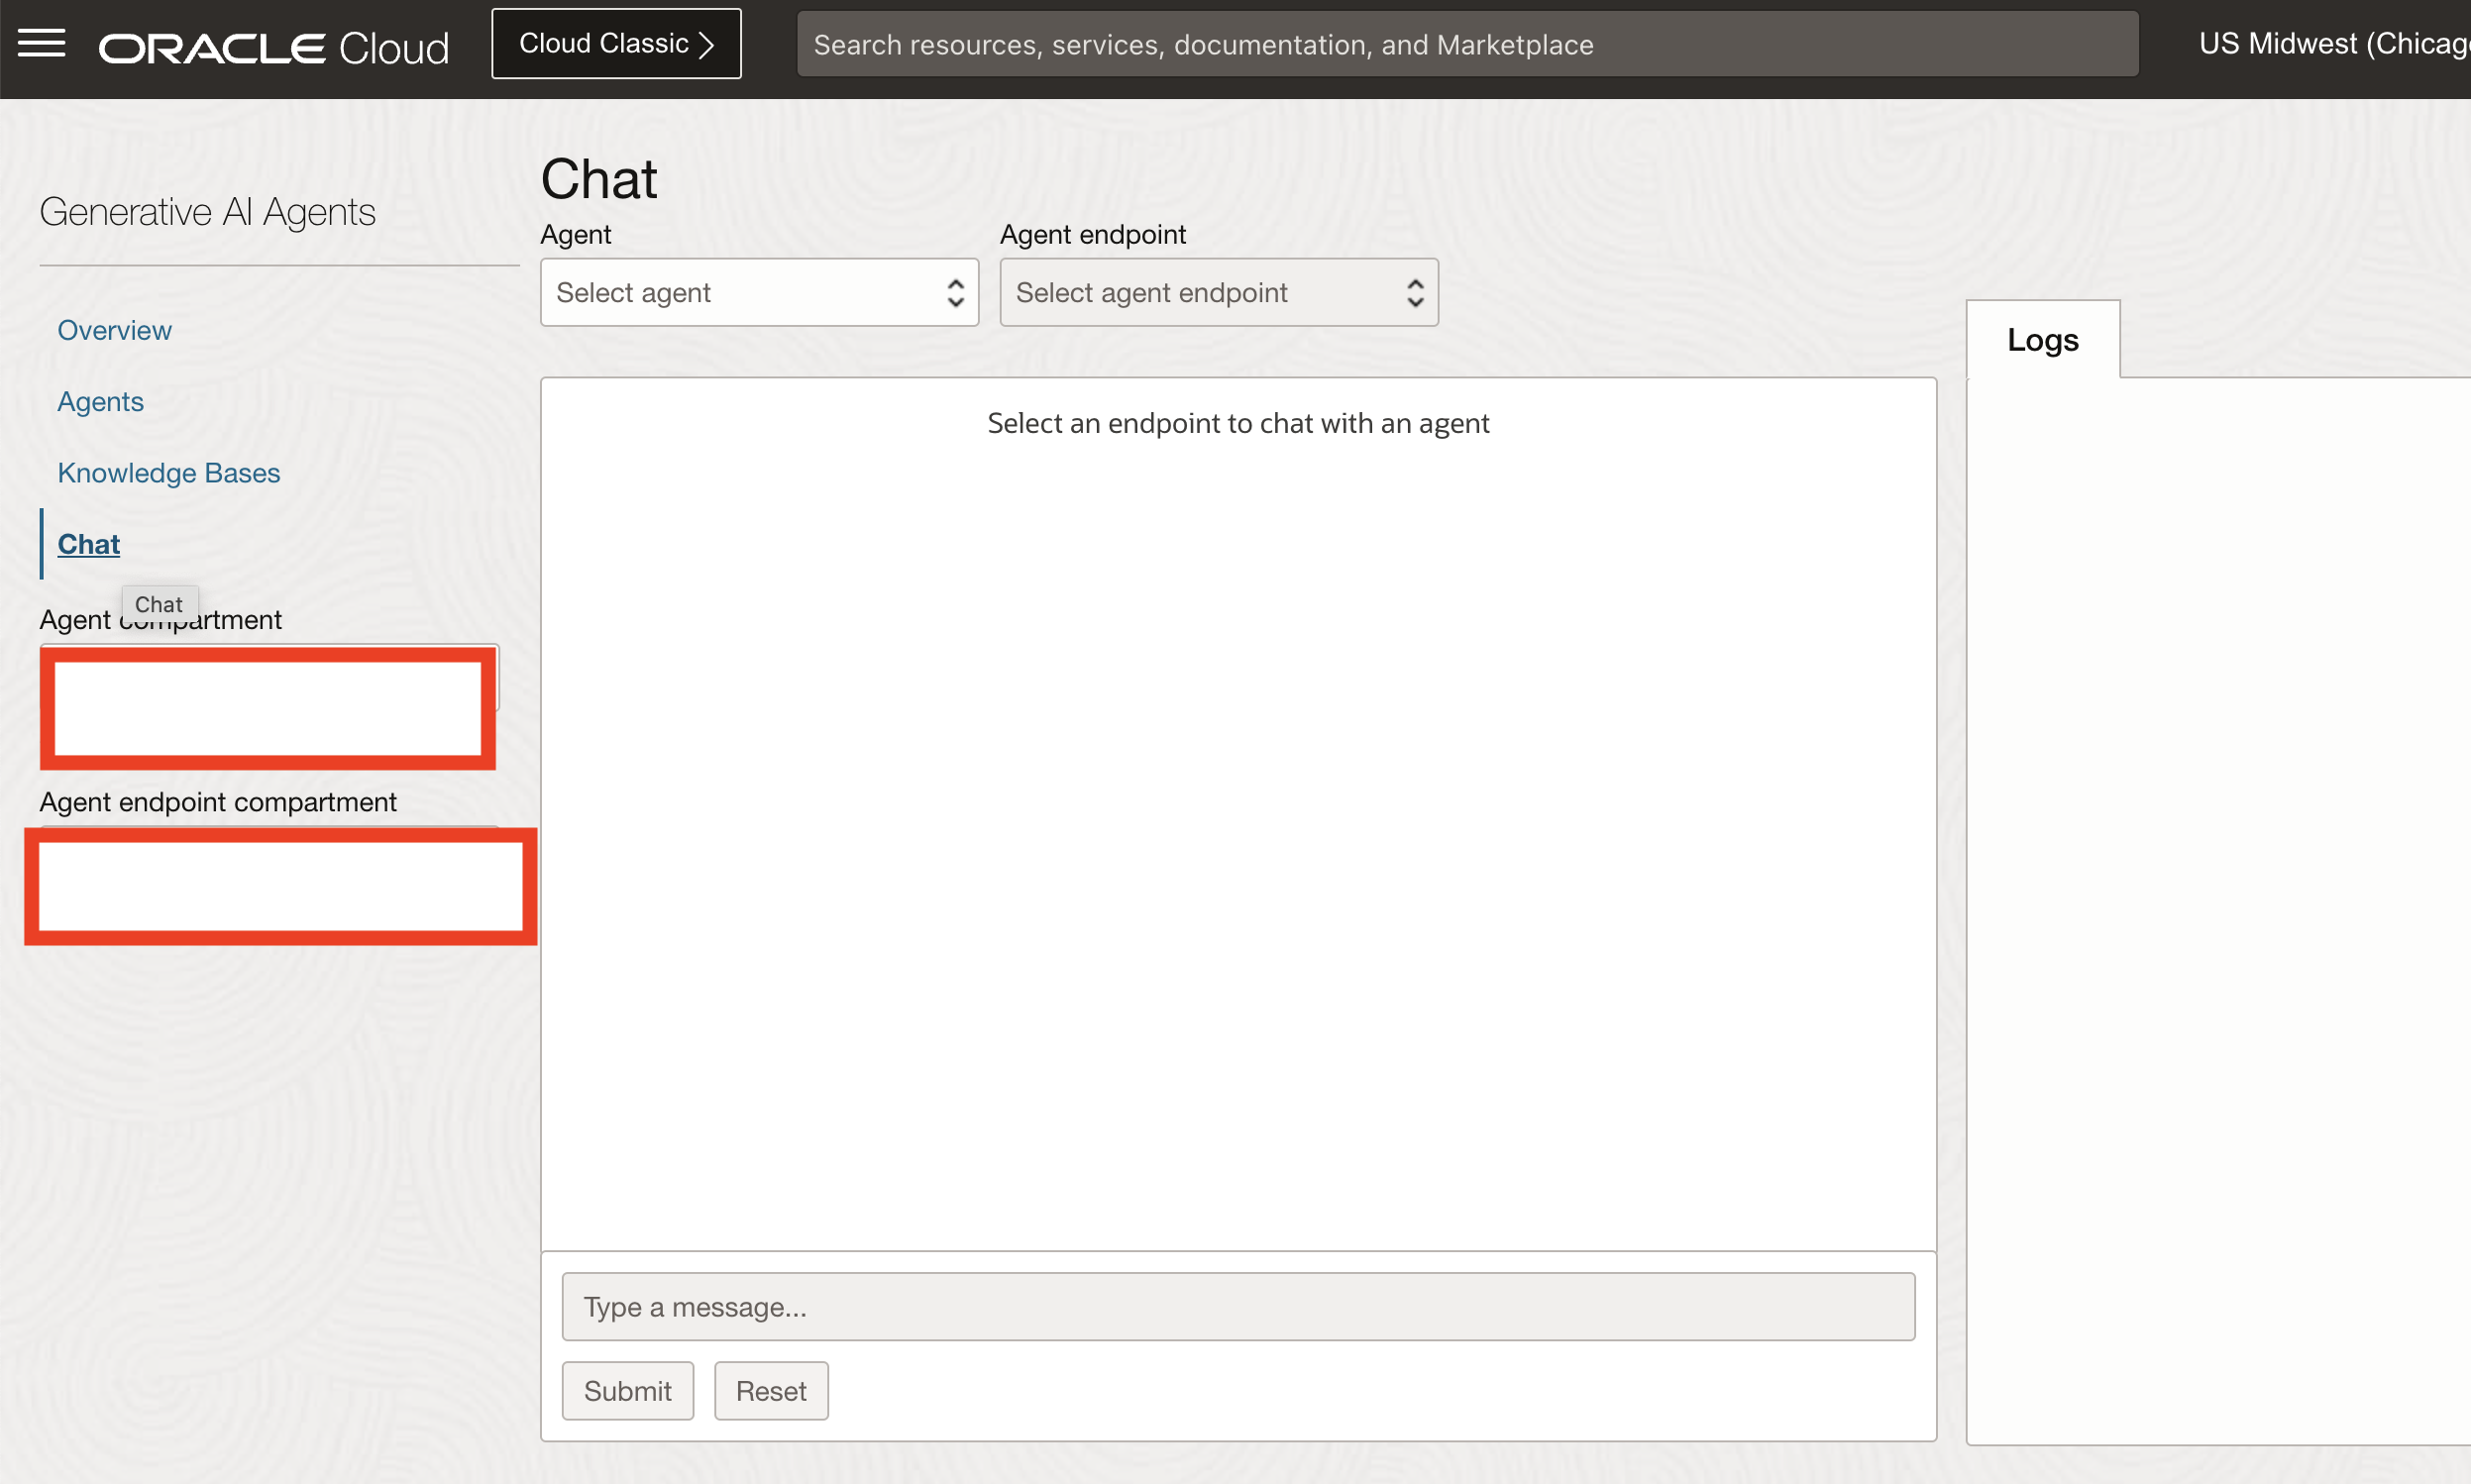 ORACLE Cloud
Cloud Classic
Search resources, services, documentation, and Marketplace
US Midwest (Chicag
Generative AI Agents
Overview
Agents
Knowledge Bases
Chat
Chat
Agent compartment
Agent endpoint compartment
Chat
Agent
Select agent
Agent endpoint
Select agent endpoint
Select an endpoint to chat with an agent
Type a message...
Submit
Reset
Logs